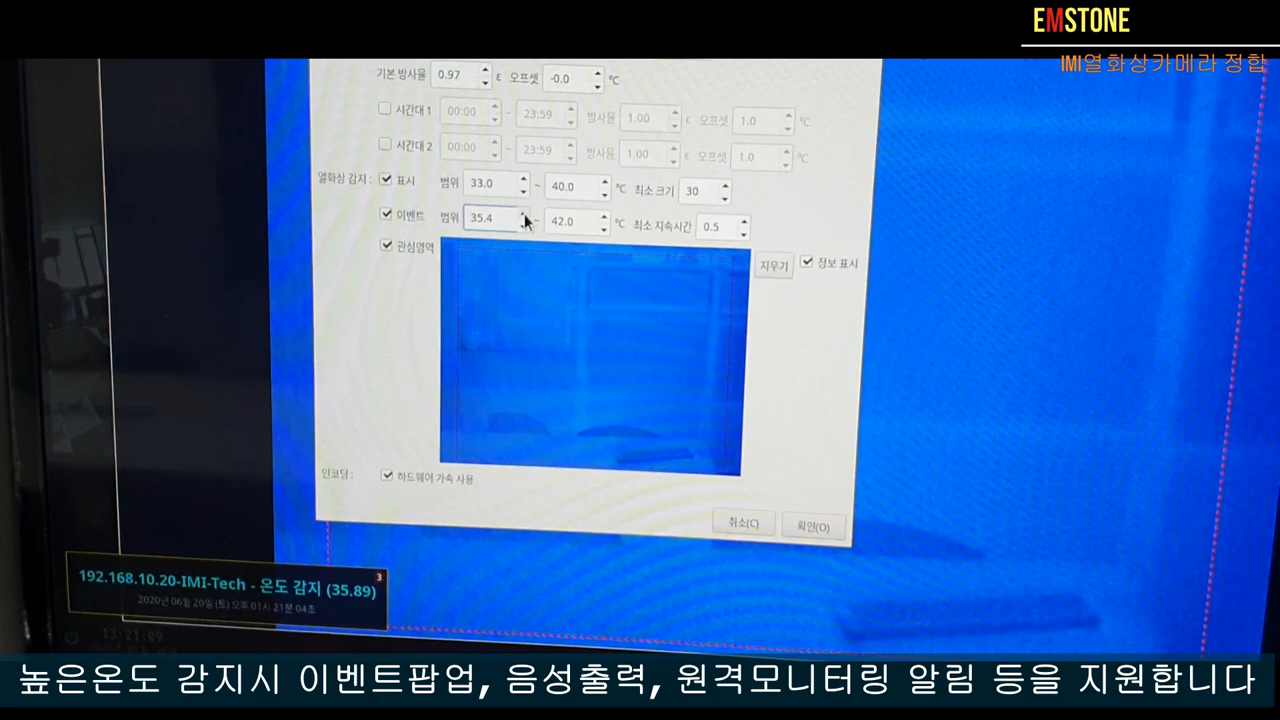 EMSTONE
IMI열화상카메라 정합
기본 방사율 0.97 ε 오프셋 -0.0 ℃
시간대 1 00:00 ~ 23:59 방사율 1.00 ε 오프셋 1.0 ℃
시간대 2 00:00 ~ 23:59 방사율 1.00 ε 오프셋 1.0 ℃
열화상 감지 : 표시 범위 33.0 ~ 40.0 ℃ 최소 크기 30
이벤트 범위 35.4 ~ 42.0 ℃ 최소 지속시간 0.5
관심영역 지우기 정보 표시
인코딩 : 하드웨어 가속 사용
취소(C) 확인(O)
192.168.10.20-IMI-Tech - 온도 감지 (35.89) 3
2020년 06월 20일 (토) 오후 01시 21분 04초
13:21:09
높은온도 감지시 이벤트팝업, 음성출력, 원격모니터링 알림 등을 지원합니다